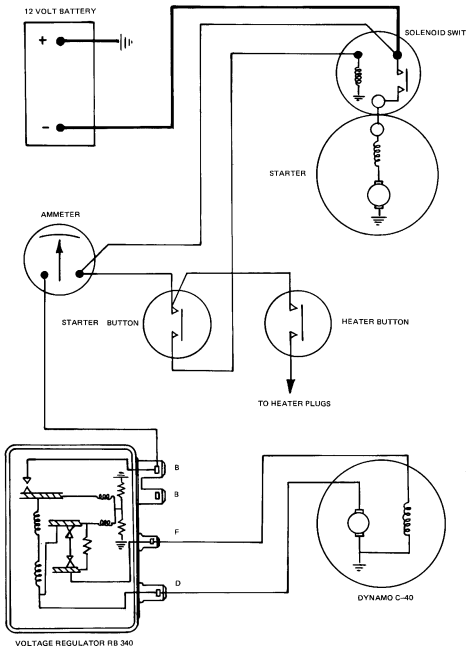 12 VOLT BATTERY
SOLENOID SWIT
+
−
STARTER
AMMETER
STARTER BUTTON
HEATER BUTTON
TO HEATER PLUGS
B
B
F
D
DYNAMO C-40
VOLTAGE REGULATOR RB 340